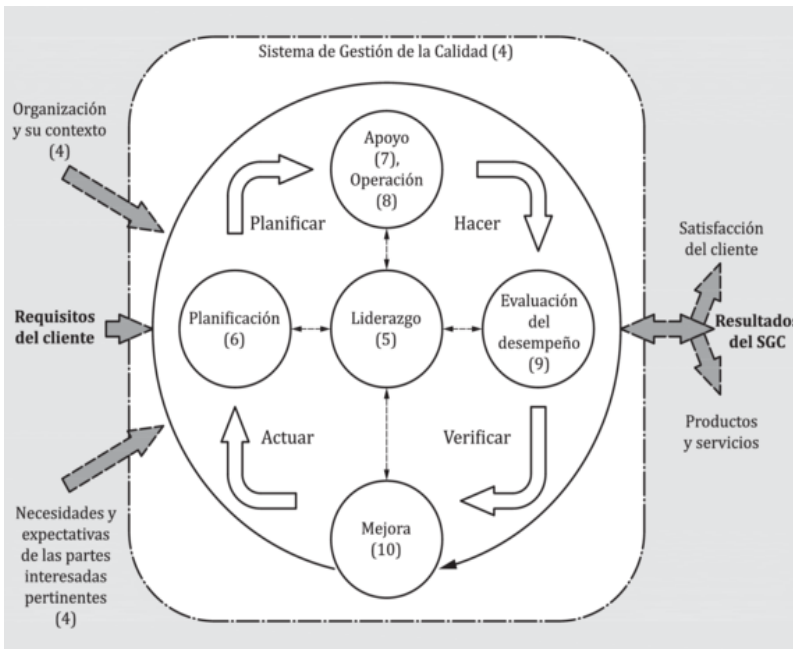 Sistema de Gestión de la Calidad (4)
Organización
y su contexto
(4)
Apoyo
(7),
Operación
(8)
Planificar
Hacer
Satisfacción
del cliente
Requisitos
del cliente
Planificación
(6)
Liderazgo
(5)
Evaluación
del
desempeño
(9)
Resultados
del SGC
Actuar
Verificar
Productos
y servicios
Necesidades y
expectativas
de las partes
interesadas
pertinentes
(4)
Mejora
(10)